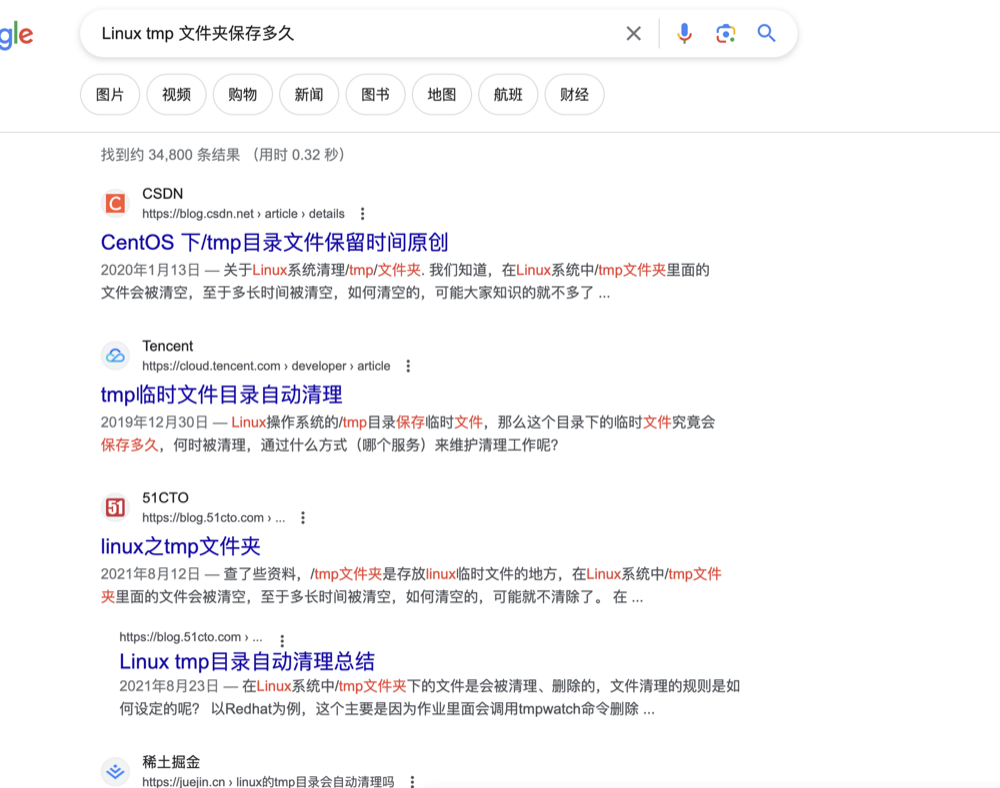 gle
Linux tmp 文件夹保存多久
图片 视频 购物 新闻 图书 地图 航班 财经
找到约 34,800 条结果 （用时 0.32 秒）
CSDN
https://blog.csdn.net › article › details
CentOS 下/tmp目录文件保留时间原创
2020年1月13日 — 关于Linux系统清理/tmp/文件夹. 我们知道，在Linux系统中/tmp文件夹里面的
文件会被清空，至于多长时间被清空，如何清空的，可能大家知识的就不多了 ...
Tencent
https://cloud.tencent.com › developer › article
tmp临时文件目录自动清理
2019年12月30日 — Linux操作系统的/tmp目录保存临时文件，那么这个目录下的临时文件究竟会
保存多久，何时被清理，通过什么方式（哪个服务）来维护清理工作呢?
51
51CTO
https://blog.51cto.com › ...
linux之tmp文件夹
2021年8月12日 — 查了些资料，/tmp文件夹是存放linux临时文件的地方，在Linux系统中/tmp文件
夹里面的文件会被清空，至于多长时间被清空，如何清空的，可能就不清除了。 在 ...
https://blog.51cto.com › ...
Linux tmp目录自动清理总结
2021年8月23日 — 在Linux系统中/tmp文件夹下的文件是会被清理、删除的，文件清理的规则是如
何设定的呢？ 以Redhat为例，这个主要是因为作业里面会调用tmpwatch命令删除 ...
稀土掘金
https://juejin.cn › linux的tmp目录会自动清理吗